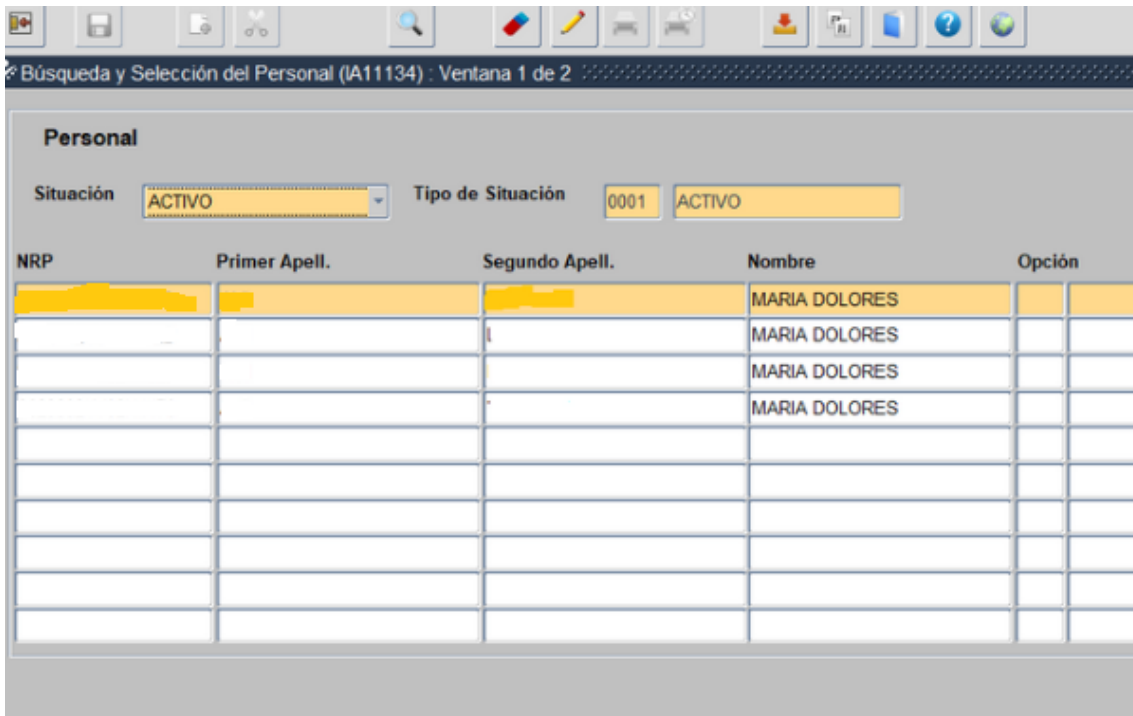 Búsqueda y Selección del Personal (IA11134) : Ventana 1 de 2
Personal
Situación ACTIVO Tipo de Situación 0001 ACTIVO
NRP Primer Apell. Segundo Apell. Nombre Opción
MARIA DOLORES
MARIA DOLORES
MARIA DOLORES
MARIA DOLORES